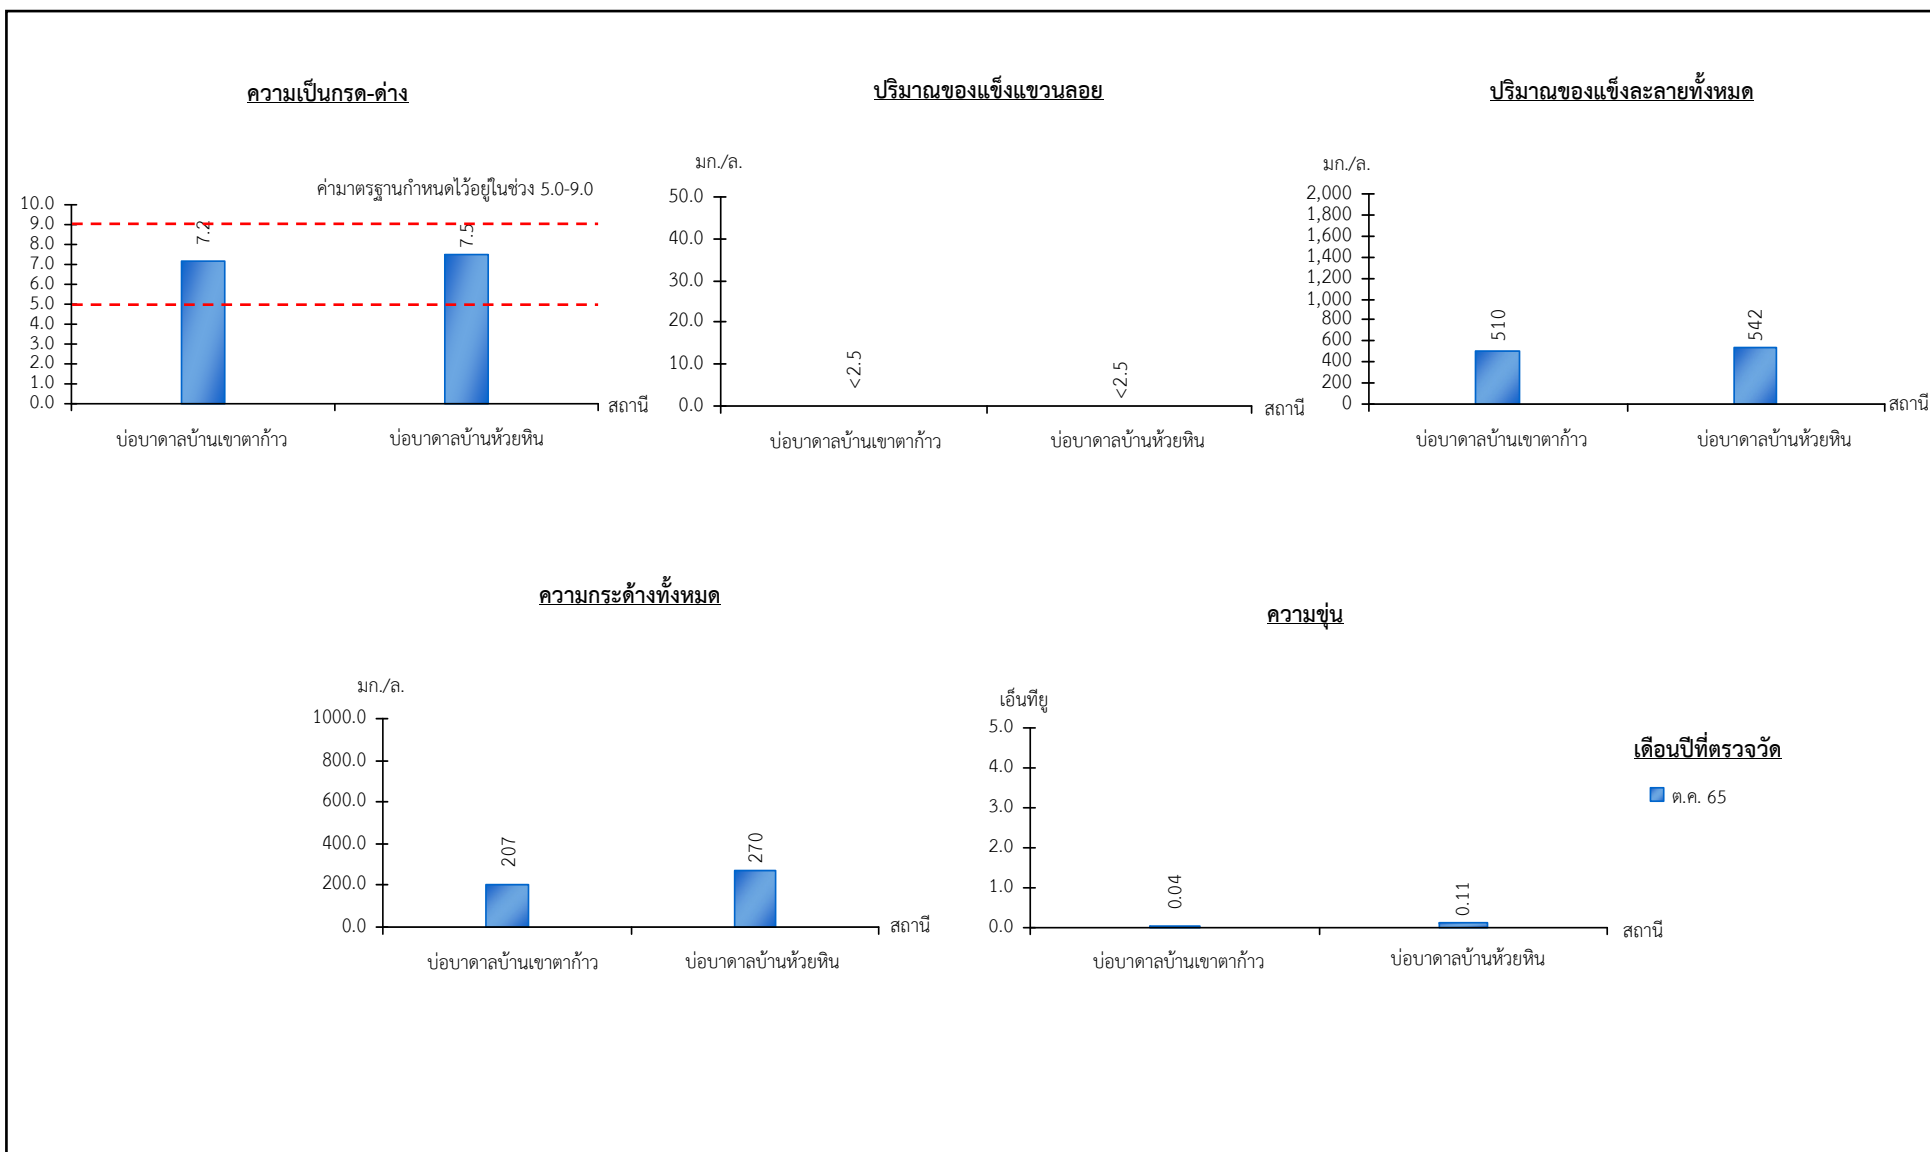 ความเป็นกรด-ด่าง
ค่ามาตรฐานกำหนดไว้อยู่ในช่วง 5.0-9.0
10.0
9.0
8.0
7.0
6.0
5.0
4.0
3.0
2.0
1.0
0.0
7.2
7.5
สถานี
บ่อบาดาลบ้านเขาตาก้าว
บ่อบาดาลบ้านห้วยหิน
ปริมาณของแข็งแขวนลอย
มก./ล.
50.0
40.0
30.0
20.0
10.0
0.0
<2.5
<2.5
สถานี
บ่อบาดาลบ้านเขาตาก้าว
บ่อบาดาลบ้านห้วยหิน
ปริมาณของแข็งละลายทั้งหมด
มก./ล.
2,000
1,800
1,600
1,400
1,200
1,000
800
600
400
200
0
510
542
สถานี
บ่อบาดาลบ้านเขาตาก้าว
บ่อบาดาลบ้านห้วยหิน
ความกระด้างทั้งหมด
มก./ล.
1000.0
800.0
600.0
400.0
200.0
0.0
207
270
สถานี
บ่อบาดาลบ้านเขาตาก้าว
บ่อบาดาลบ้านห้วยหิน
ความขุ่น
เอ็นทียู
5.0
4.0
3.0
2.0
1.0
0.0
0.04
0.11
สถานี
บ่อบาดาลบ้านเขาตาก้าว
บ่อบาดาลบ้านห้วยหิน
เดือนปีที่ตรวจวัด
ต.ค. 65